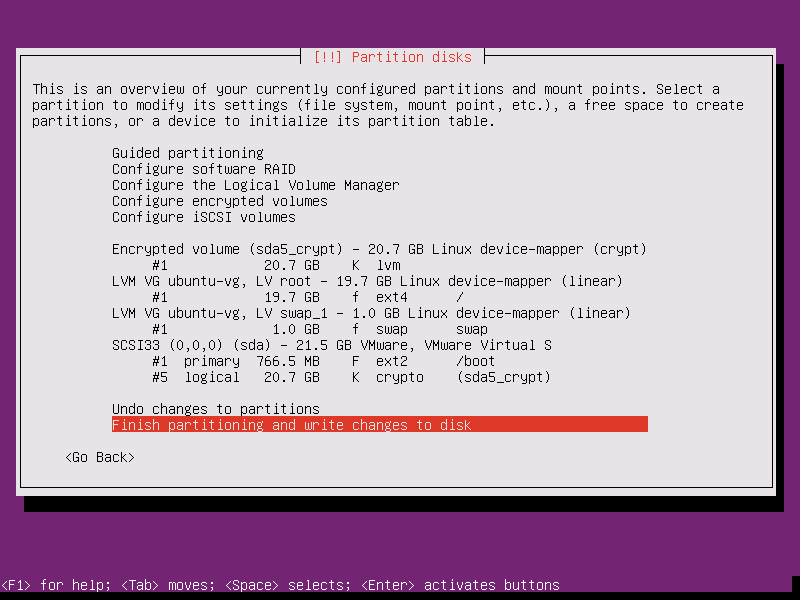 [!!] Partition disks
This is an overview of your currently configured partitions and mount points. Select a
partition to modify its settings (file system, mount point, etc.), a free space to create
partitions, or a device to initialize its partition table.
Guided partitioning
Configure software RAID
Configure the Logical Volume Manager
Configure encrypted volumes
Configure iSCSI volumes
Encrypted volume (sda5_crypt) - 20.7 GB Linux device-mapper (crypt)
#1 20.7 GB K lvm
LVM VG ubuntu-vg, LV root - 19.7 GB Linux device-mapper (linear)
#1 19.7 GB f ext4 /
LVM VG ubuntu-vg, LV swap_1 - 1.0 GB Linux device-mapper (linear)
#1 1.0 GB f swap swap
SCSI33 (0,0,0) (sda) - 21.5 GB VMware, VMware Virtual S
#1 primary 766.5 MB F ext2 /boot
#5 logical 20.7 GB K crypto (sda5_crypt)
Undo changes to partitions
Finish partitioning and write changes to disk
<Go Back>
<F1> for help; <Tab> moves; <Space> selects; <Enter> activates buttons